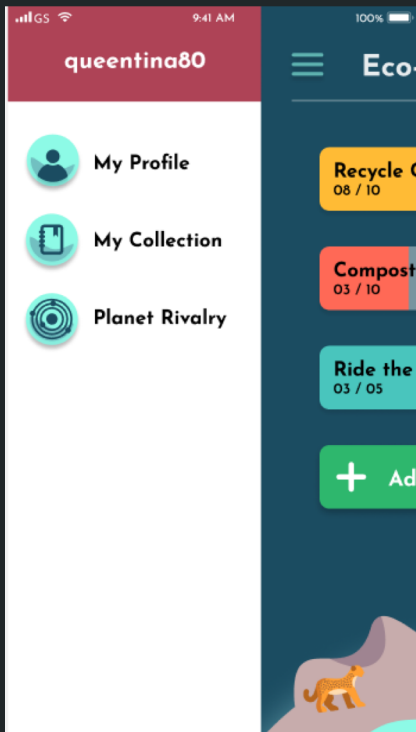 GS
9:41 AM
100%
queentina80
Eco-
My Profile
My Collection
Planet Rivalry
Recycle
08 / 10
Compost
03 / 10
Ride the
03 / 05
Ad